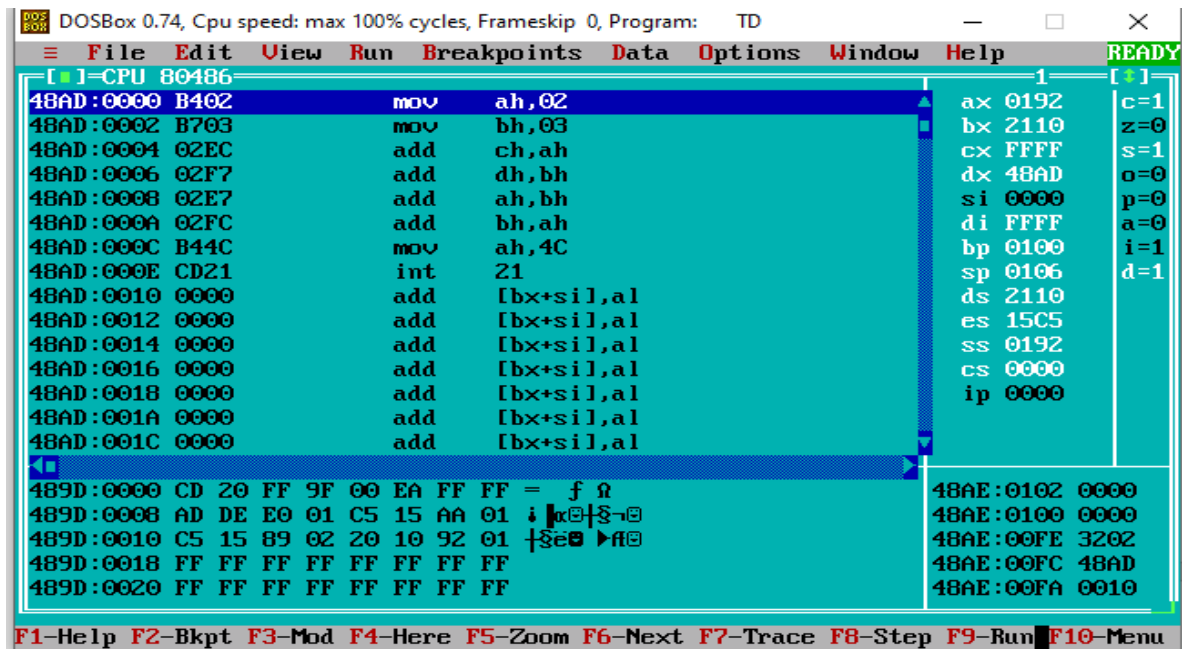 DOSBox 0.74, Cpu speed: max 100% cycles, Frameskip 0, Program: TD
≡ File Edit View Run Breakpoints Data Options Window Help READY
[■]=CPU 80486 1 [↕]
48AD:0000 B402 mov ah,02 ax 0192 c=1
48AD:0002 B703 mov bh,03 bx 2110 z=0
48AD:0004 02EC add ch,ah cx FFFF s=1
48AD:0006 02F7 add dh,bh dx 48AD o=0
48AD:0008 02E7 add ah,bh si 0000 p=0
48AD:000A 02FC add bh,ah di FFFF a=0
48AD:000C B44C mov ah,4C bp 0100 i=1
48AD:000E CD21 int 21 sp 0106 d=1
48AD:0010 0000 add [bx+si],al ds 2110
48AD:0012 0000 add [bx+si],al es 15C5
48AD:0014 0000 add [bx+si],al ss 0192
48AD:0016 0000 add [bx+si],al cs 0000
48AD:0018 0000 add [bx+si],al ip 0000
48AD:001A 0000 add [bx+si],al
48AD:001C 0000 add [bx+si],al
489D:0000 CD 20 FF 9F 00 EA FF FF = ƒ Ω 48AE:0102 0000
489D:0008 AD DE E0 01 C5 15 AA 01 ¡▐α☺┼§¬☺ 48AE:0100 0000
489D:0010 C5 15 89 02 20 10 92 01 ┼§ë☻ ►Æ☺ 48AE:00FE 3202
489D:0018 FF FF FF FF FF FF FF FF 48AE:00FC 48AD
489D:0020 FF FF FF FF FF FF FF FF 48AE:00FA 0010
F1-Help F2-Bkpt F3-Mod F4-Here F5-Zoom F6-Next F7-Trace F8-Step F9-Run F10-Menu